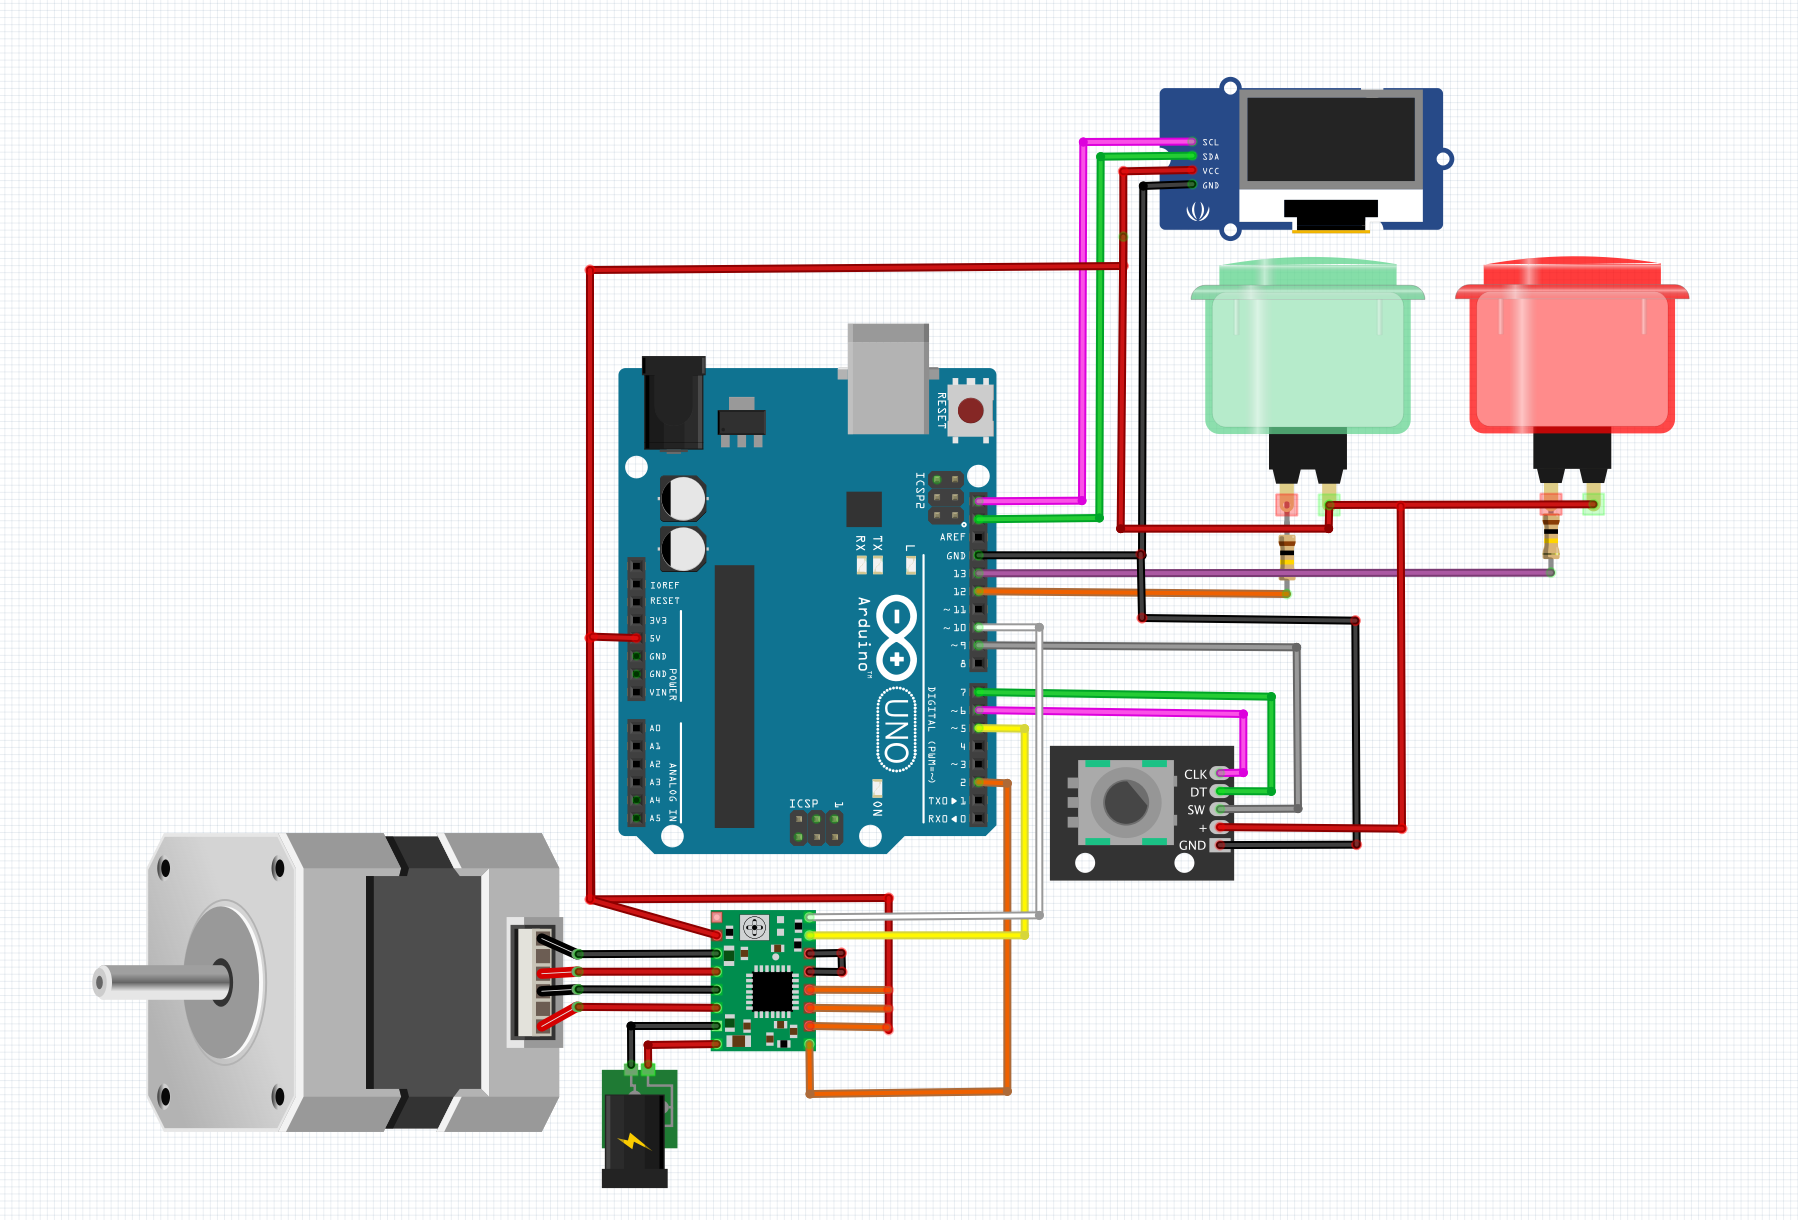 SCL
SDA
VCC
GND
RESET
ICSP2
AREF
GND
13
12
~11
~10
~9
8
7
~6
~5
4
~3
2
TX0▶1
RX0◀0
DIGITAL (PWM=~)
RX
TX
L
IOREF
RESET
3V3
5V
GND
GND
VIN
POWER
A0
A1
A2
A3
A4
A5
ANALOG IN
Arduino™
UNO
ON
ICSP
1
CLK
DT
SW
+
GND